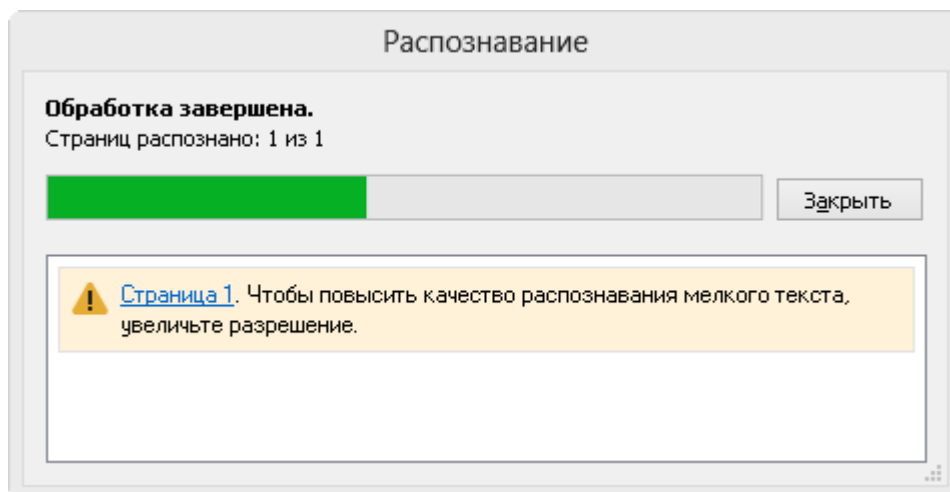 Распознавание
Обработка завершена.
Страниц распознано: 1 из 1
Закрыть
Страница 1. Чтобы повысить качество распознавания мелкого текста,
увеличьте разрешение.